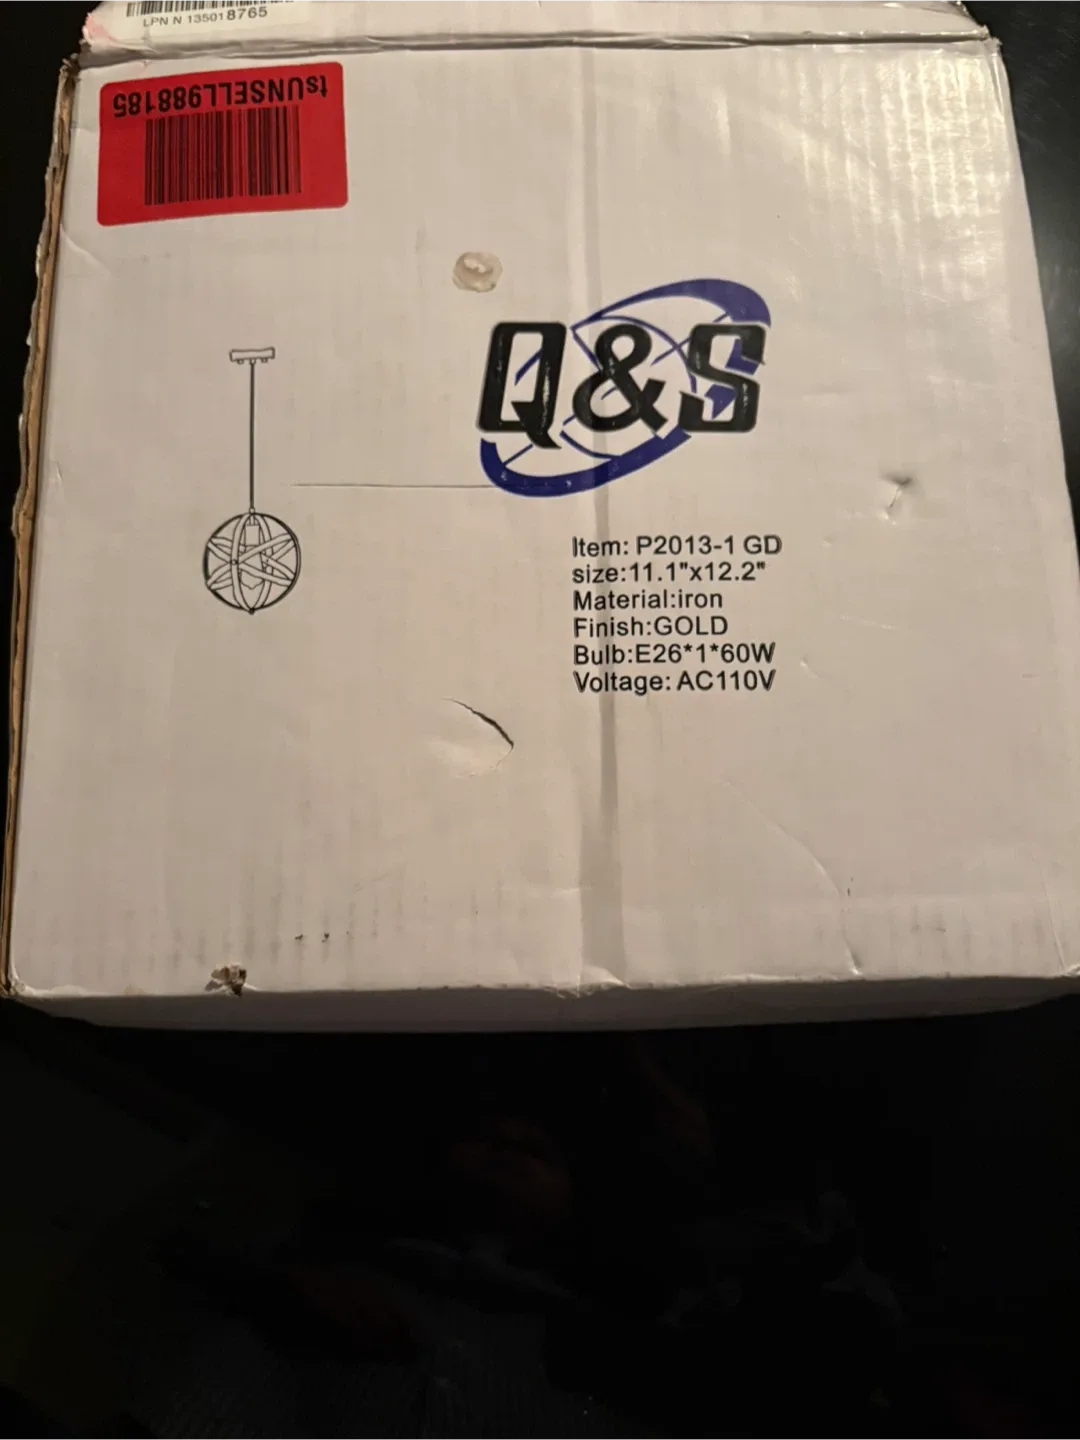 LPN N 135018765
tsUNSELL988185
Q&S
Item: P2013-1 GD
size:11.1"x12.2"
Material:iron
Finish:GOLD
Bulb:E26*1*60W
Voltage: AC110V